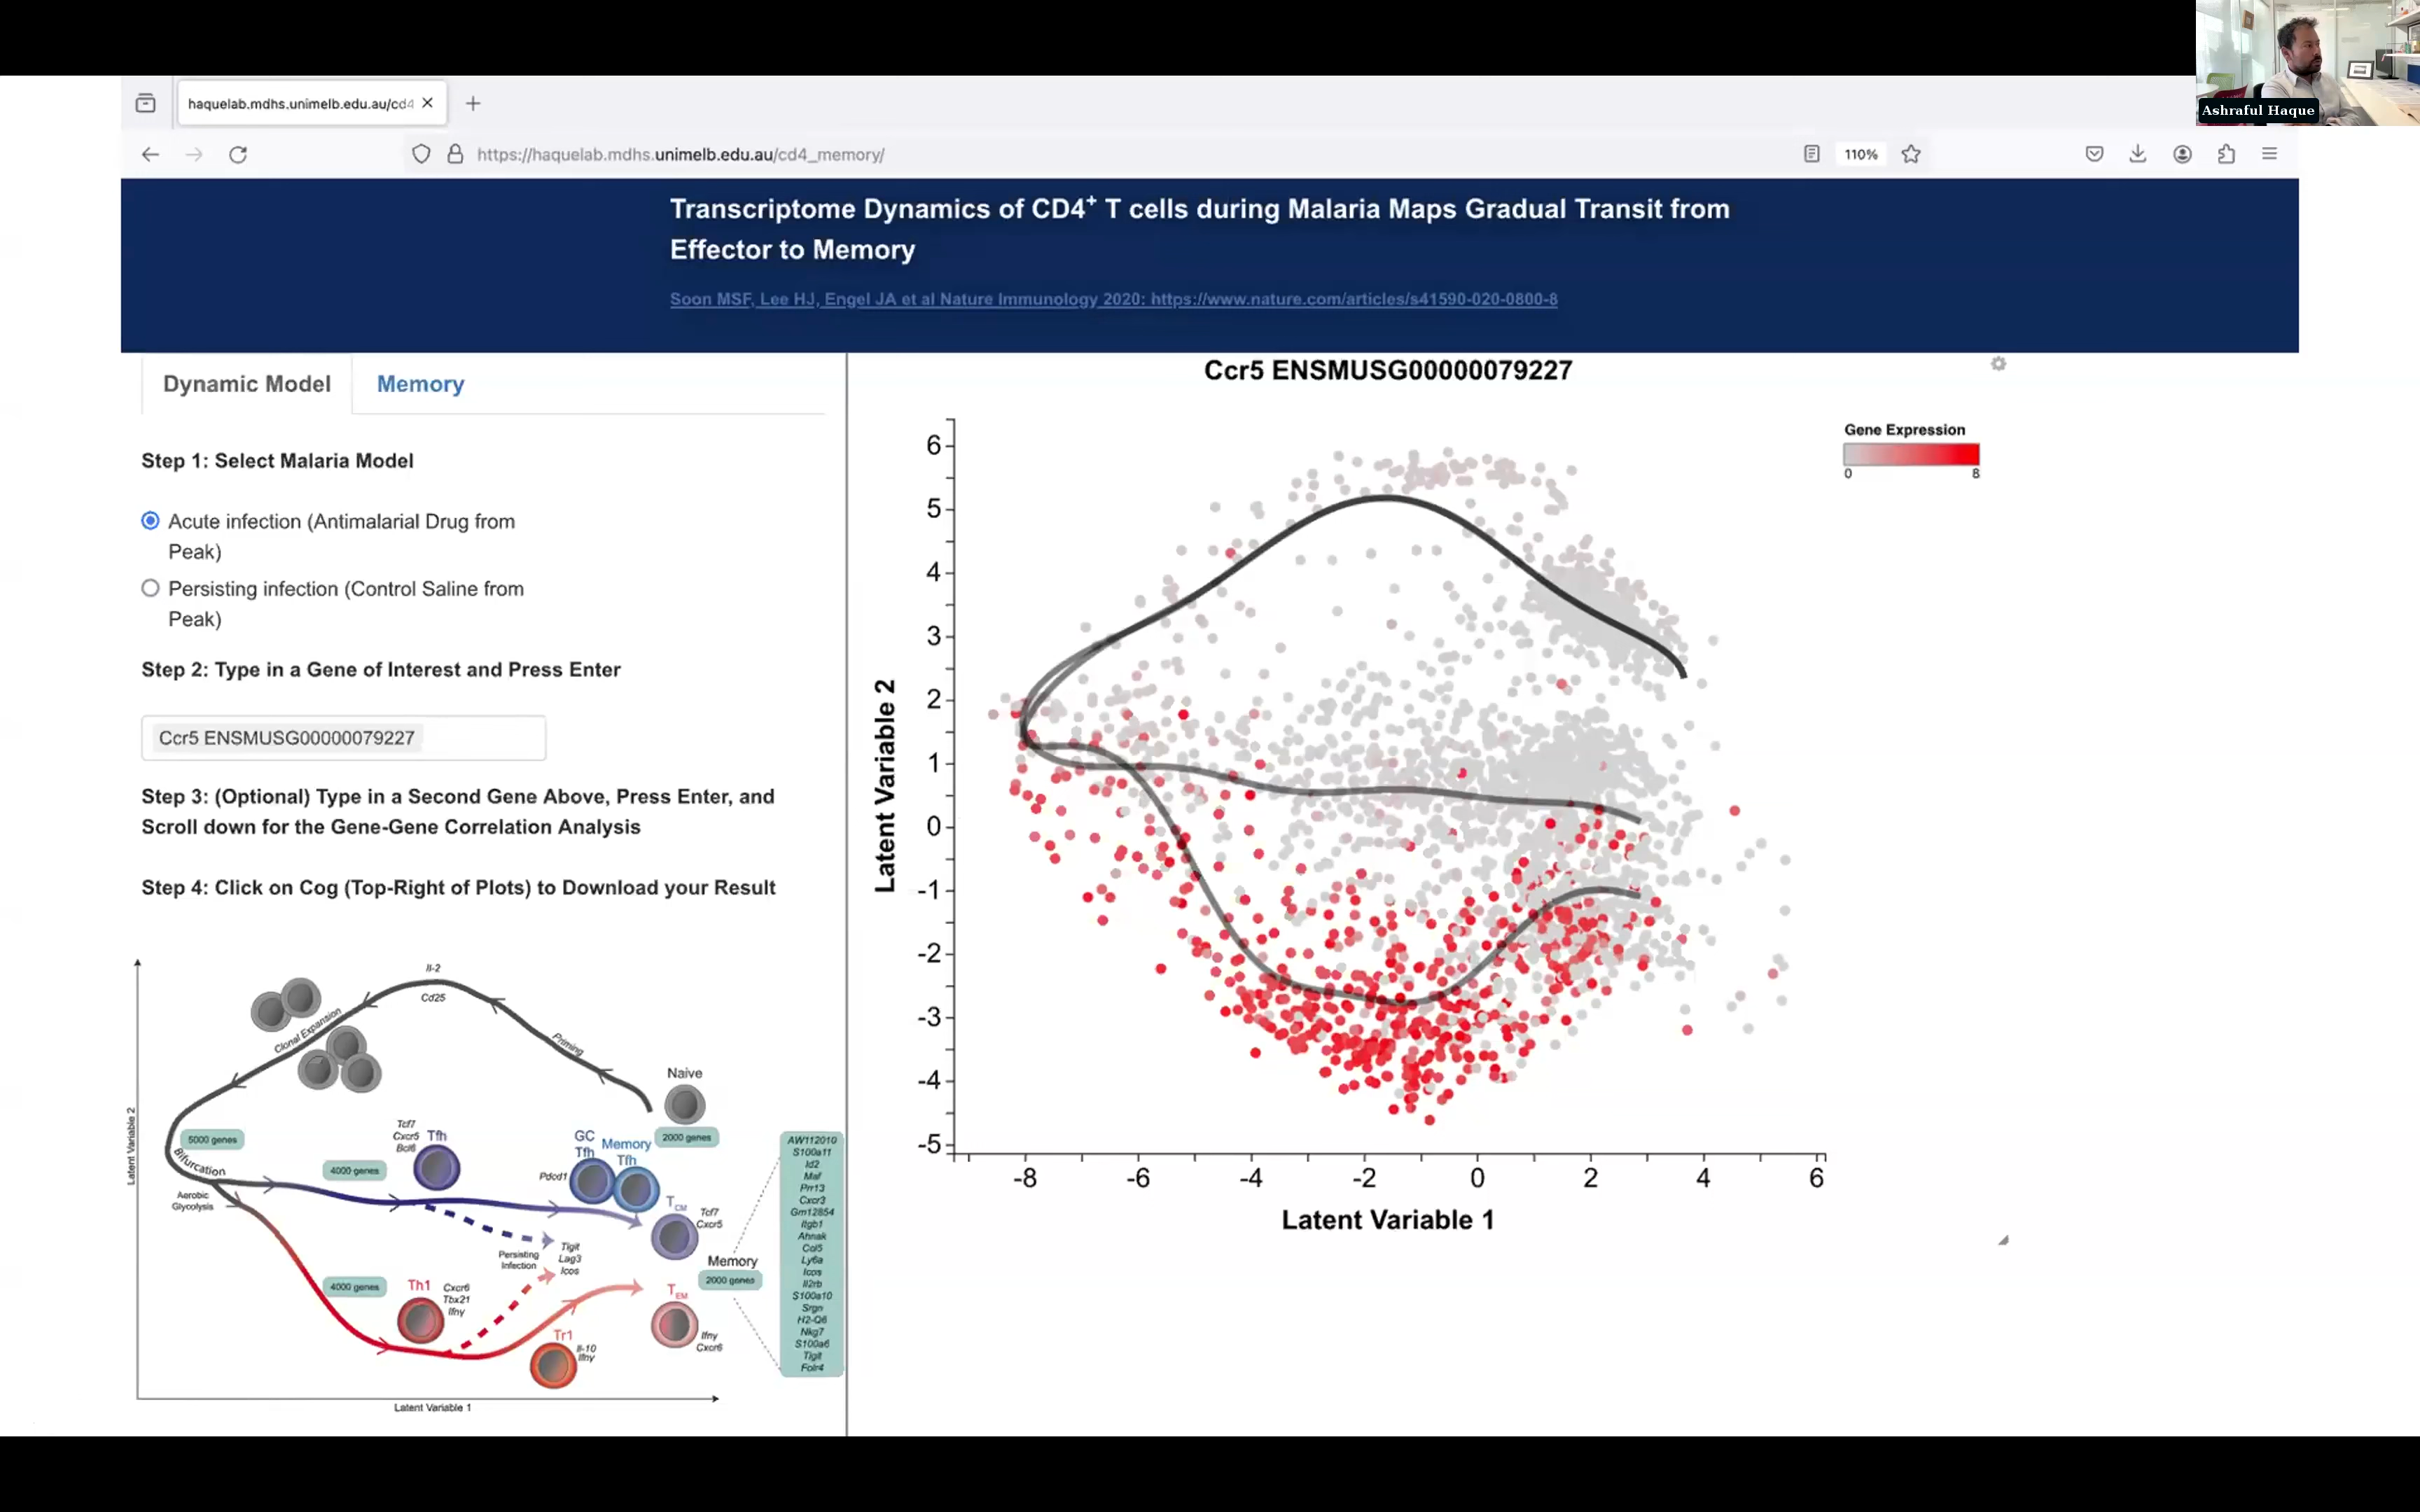 Ashraful Haque
haquelab.mdhs.unimelb.edu.au/cd4
https://haquelab.mdhs.unimelb.edu.au/cd4_memory/
110%
Transcriptome Dynamics of CD4+ T cells during Malaria Maps Gradual Transit from
Effector to Memory
Soon MSF, Lee HJ, Engel JA et al Nature Immunology 2020: https://www.nature.com/articles/s41590-020-0800-8
Dynamic Model
Memory
Step 1: Select Malaria Model
Acute infection (Antimalarial Drug from
Peak)
Persisting infection (Control Saline from
Peak)
Step 2: Type in a Gene of Interest and Press Enter
Ccr5 ENSMUSG00000079227
Step 3: (Optional) Type in a Second Gene Above, Press Enter, and
Scroll down for the Gene-Gene Correlation Analysis
Step 4: Click on Cog (Top-Right of Plots) to Download your Result
Il-2
Cd25
Clonal Expansion
Priming
Naive
2000 genes
5000 genes
Bifurcation
Aerobic
Glycolysis
Tcf7
Cxcr5
Bcl6
Tfh
4000 genes
GC
Tfh
Memory
Tfh
Pdcd1
TCM
Tcf7
Cxcr5
Persisting
Infection
Tigit
Lag3
Icos
Memory
2000 genes
4000 genes
Th1
Cxcr6
Tbx21
Ifny
TEM
Ifny
Cxcr6
Tr1
Il-10
Ifny
AW112010
S100a11
Id2
Maf
Prr13
Cxcr3
Gm12854
Itgb1
Ahnak
Ccl5
Ly6a
Icos
Il2rb
S100a10
Srgn
H2-Q6
Nkg7
S100a6
Tigit
Folr4
Latent Variable 2
Latent Variable 1
Ccr5 ENSMUSG00000079227
Gene Expression
0 8
Latent Variable 2
6
5
4
3
2
1
0
-1
-2
-3
-4
-5
-8 -6 -4 -2 0 2 4 6
Latent Variable 1